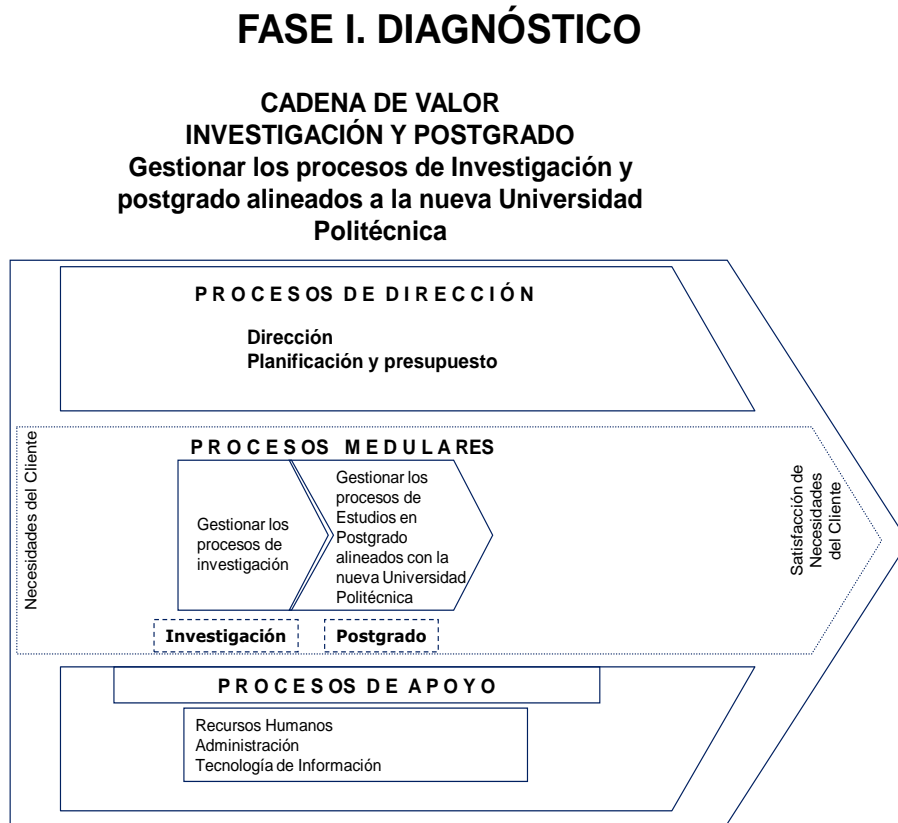 FASE I. DIAGNÓSTICO
CADENA DE VALOR
INVESTIGACIÓN Y POSTGRADO
Gestionar los procesos de Investigación y
postgrado alineados a la nueva Universidad
Politécnica
PROCESOS DE DIRECCIÓN
Dirección
Planificación y presupuesto
Necesidades del Cliente
PROCESOS MEDULARES
Gestionar los
procesos de
investigación
Gestionar los
procesos de
Estudios en
Postgrado
alineados con la
nueva Universidad
Politécnica
Investigación
Postgrado
Satisfacción de
Necesidades
del Cliente
PROCESOS DE APOYO
Recursos Humanos
Administración
Tecnología de Información